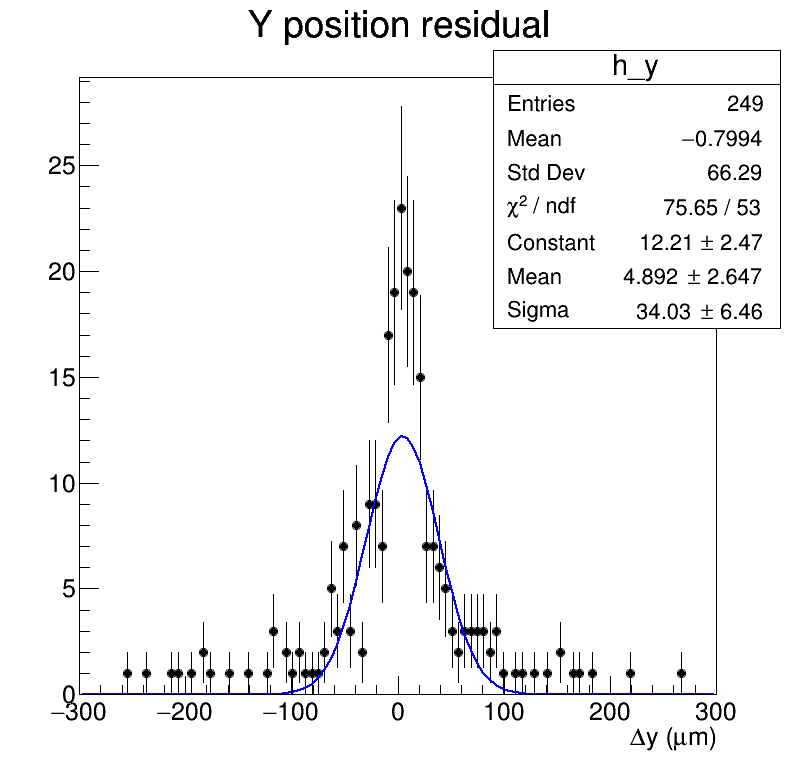 Y position residual
h_y
Entries 249
Mean −0.7994
Std Dev 66.29
χ² / ndf 75.65 / 53
Constant 12.21 ± 2.47
Mean 4.892 ± 2.647
Sigma 34.03 ± 6.46
25
20
15
10
5
0
−300 −200 −100 0 100 200 300
Δy (μm)